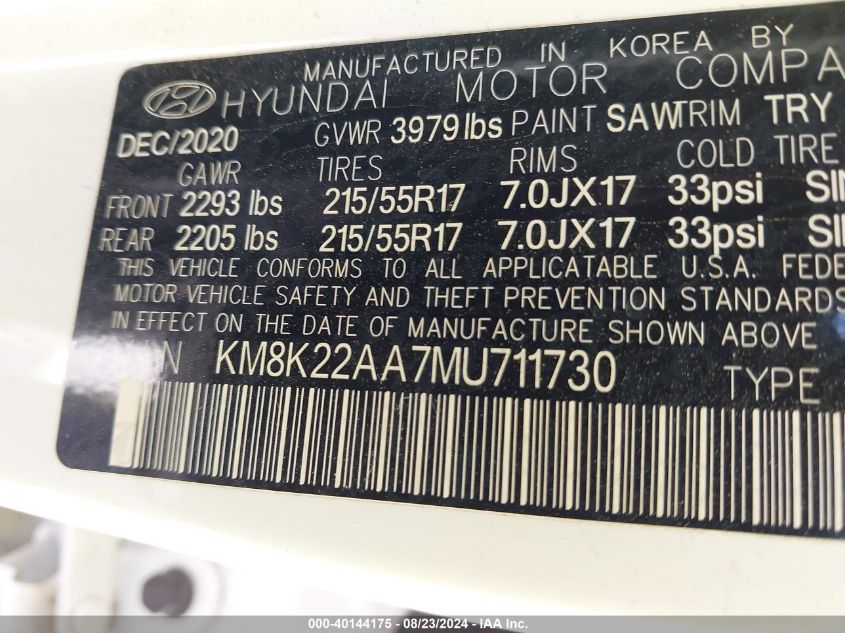 MANUFACTURED IN KOREA BY
HYUNDAI MOTOR COMPA
DEC/2020 GVWR 3979 lbs PAINT SAW TRIM TRY
GAWR TIRES RIMS COLD TIRE
FRONT 2293 lbs 215/55R17 7.0JX17 33psi SIN
REAR 2205 lbs 215/55R17 7.0JX17 33psi SI
THIS VEHICLE CONFORMS TO ALL APPLICATABLE U.S.A. FEDE
MOTOR VEHICLE SAFETY AND THEFT PREVENTION STANDARDS
IN EFFECT ON THE DATE OF MANUFACTURE SHOWN ABOVE
KM8K22AA7MU711730 TYPE
000-40144175 - 08/23/2024 - IAA Inc.